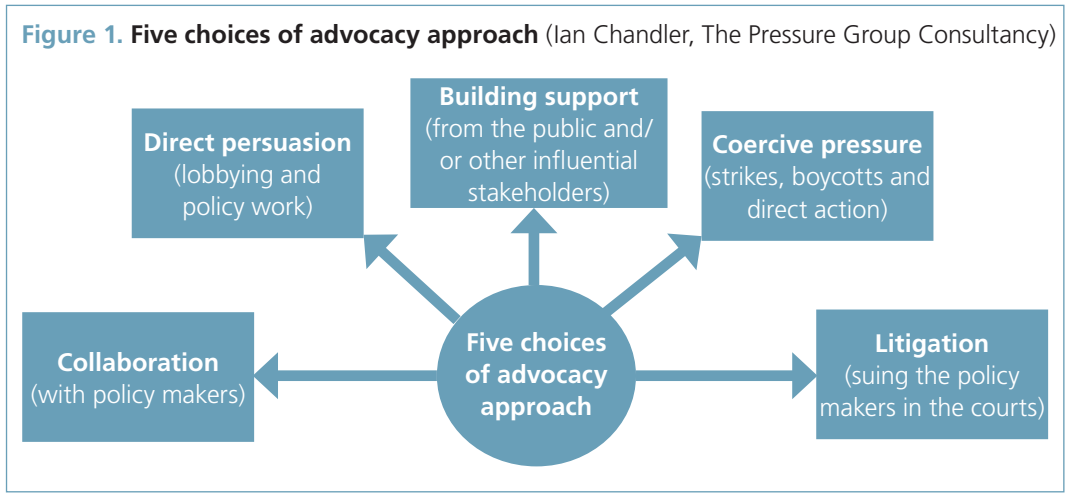 Figure 1. Five choices of advocacy approach (Ian Chandler, The Pressure Group Consultancy)
Building support
(from the public and/
or other influential
stakeholders)
Direct persuasion
(lobbying and
policy work)
Coercive pressure
(strikes, boycotts and
direct action)
Collaboration
(with policy makers)
Five choices
of advocacy
approach
Litigation
(suing the policy
makers in the courts)